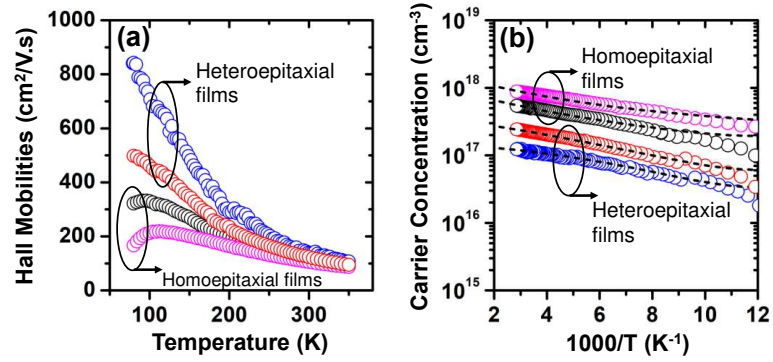 (a)
Hall Mobilities (cm²/V.s)
1000
800
600
400
200
0
Heteroepitaxial
films
Homoepitaxial films
100
200
300
Temperature (K)
(b)
Carrier Concentration (cm⁻³)
10¹⁹
10¹⁸
10¹⁷
10¹⁶
10¹⁵
Homoepitaxial
films
Heteroepitaxial
films
2
4
6
8
10
12
1000/T (K⁻¹)